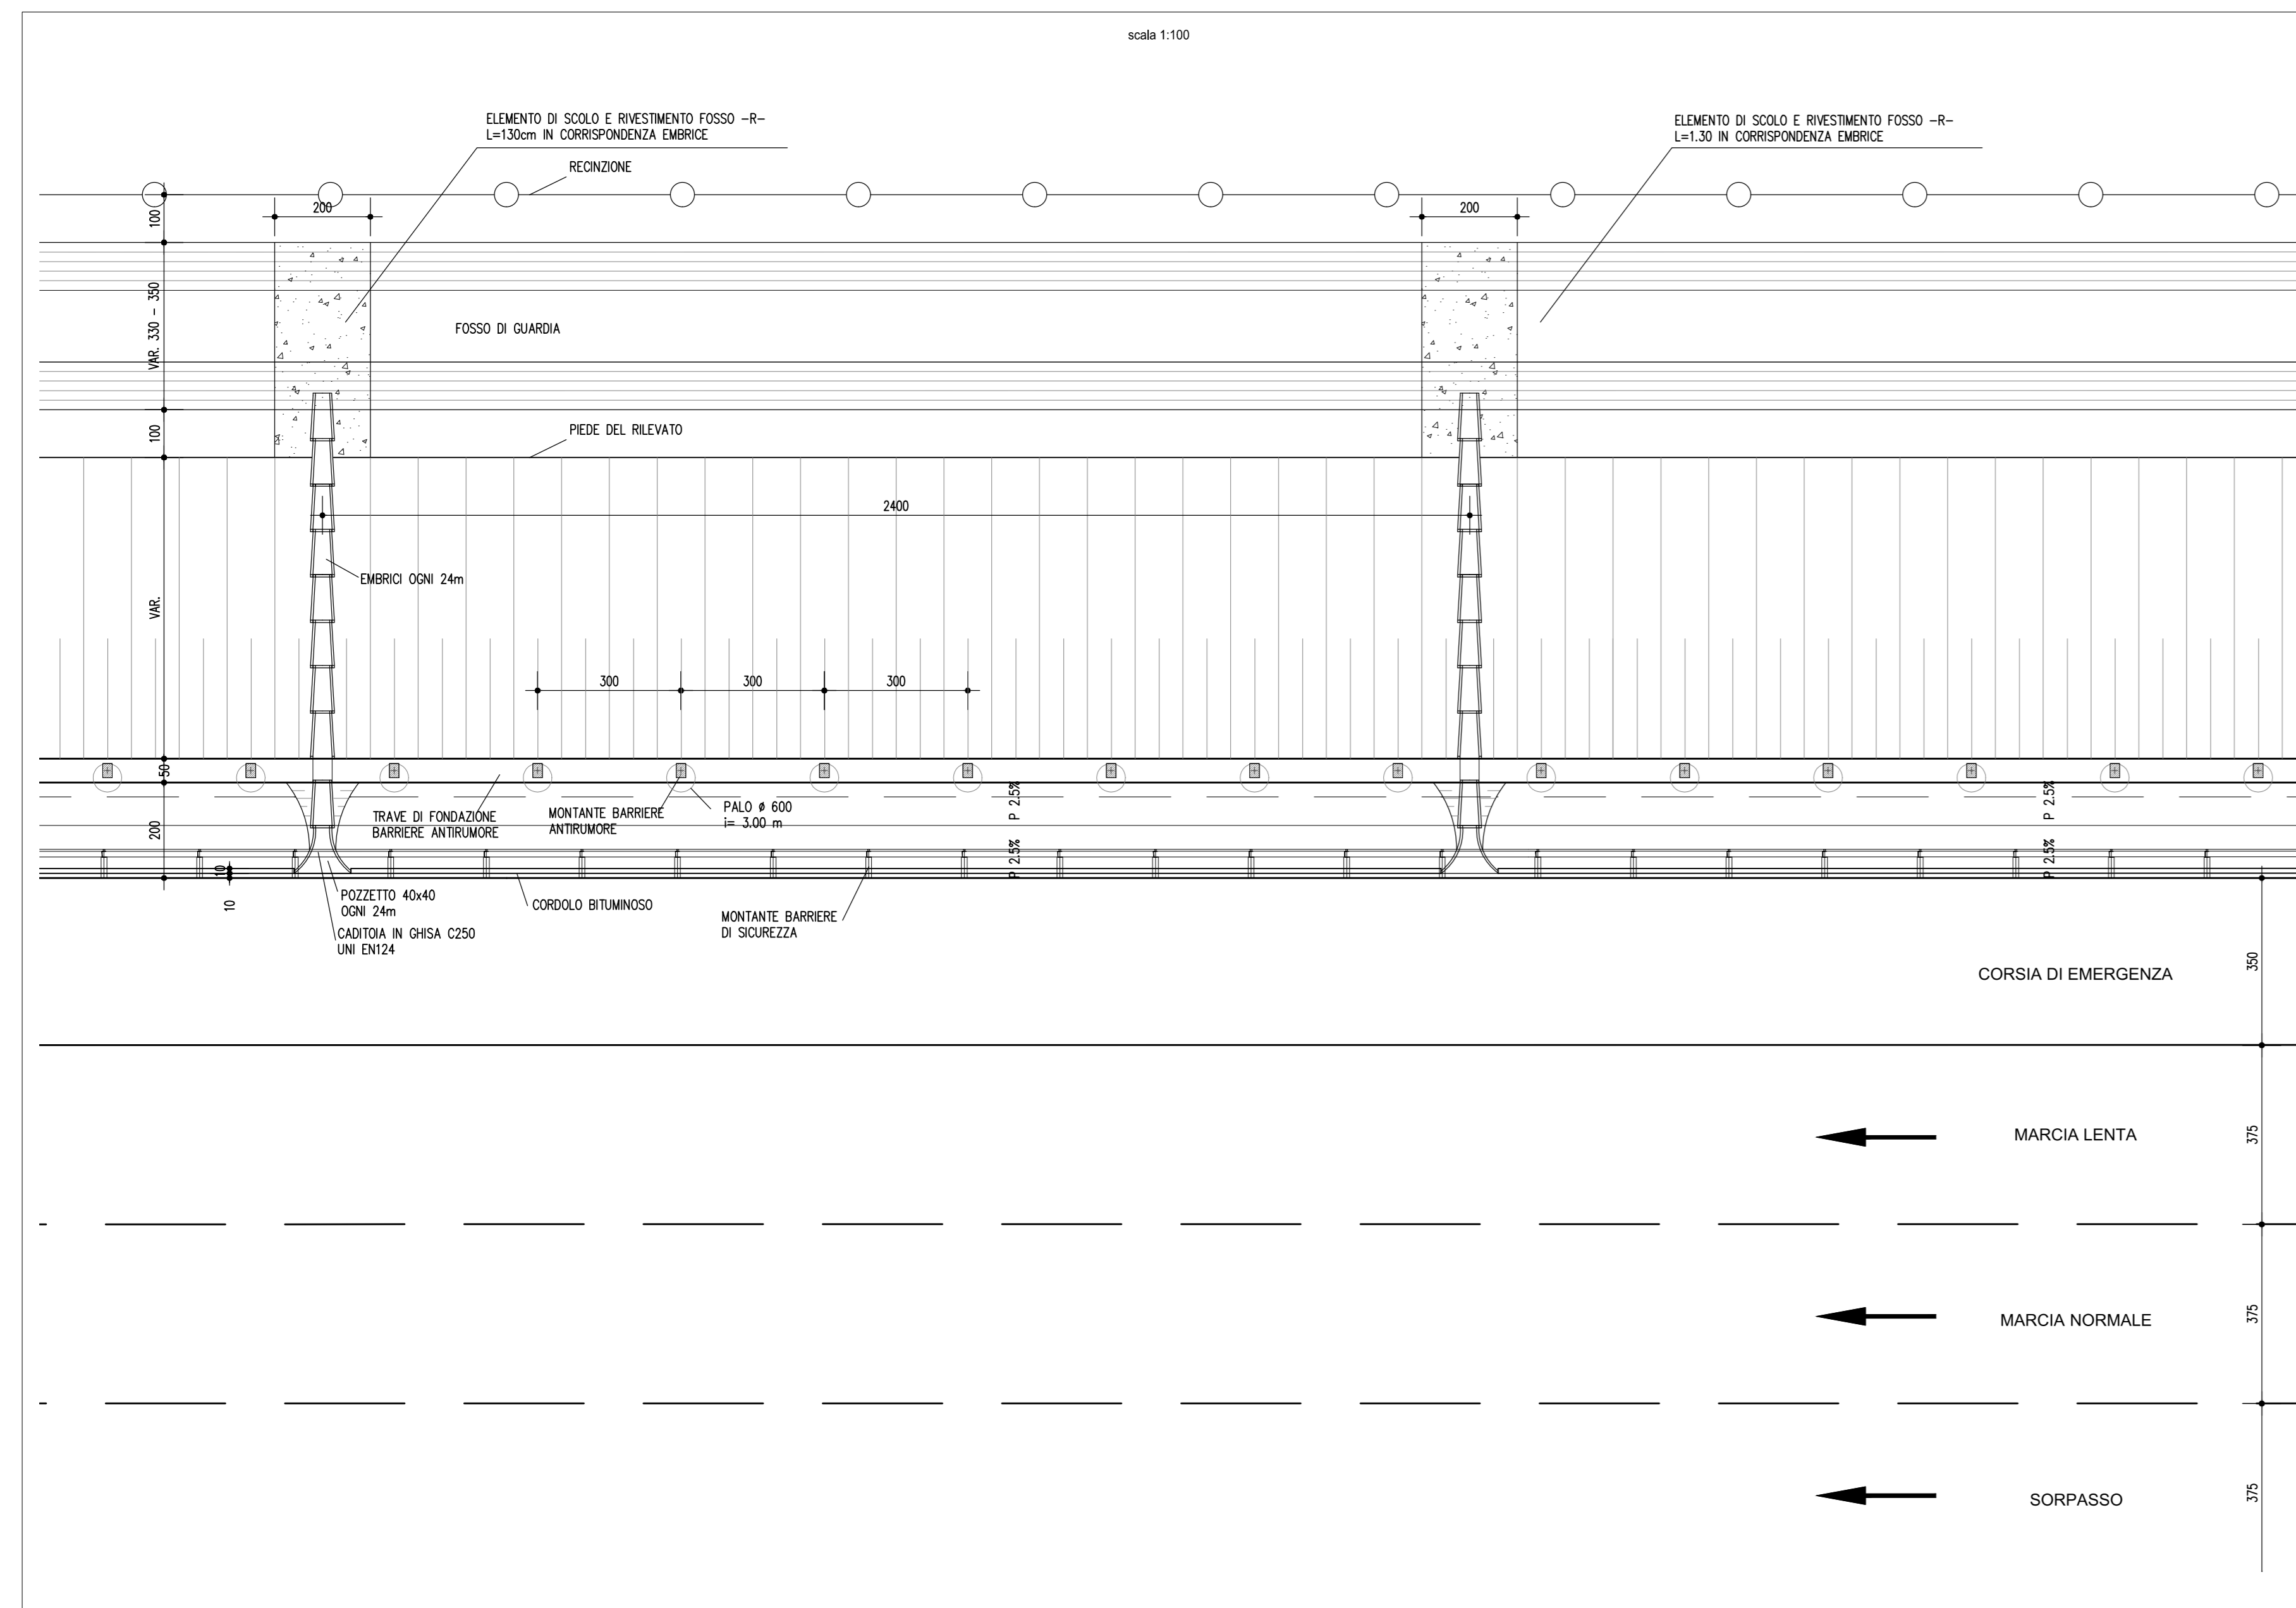 scala 1:100
ELEMENTO DI SCOLO E RIVESTIMENTO FOSSO -R-
L=130cm IN CORRISPONDENZA EMBRICE
ELEMENTO DI SCOLO E RIVESTIMENTO FOSSO -R-
L=1.30 IN CORRISPONDENZA EMBRICE
RECINZIONE
200
200
100
VAR. 330 - 350
FOSSO DI GUARDIA
100
PIEDE DEL RILEVATO
2400
EMBRICI OGNI 24m
VAR.
300
300
300
50
TRAVE DI FONDAZIONE
BARRIERE ANTIRUMORE
MONTANTE BARRIERE
ANTIRUMORE
PALO ø 600
i= 3.00 m
P 2.5%
P 2.5%
P 2.5%
P 2.5%
200
10
10
POZZETTO 40x40
OGNI 24m
CADITOIA IN GHISA C250
UNI EN124
CORDOLO BITUMINOSO
MONTANTE BARRIERE
DI SICUREZZA
CORSIA DI EMERGENZA
350
MARCIA LENTA
375
MARCIA NORMALE
375
SORPASSO
375